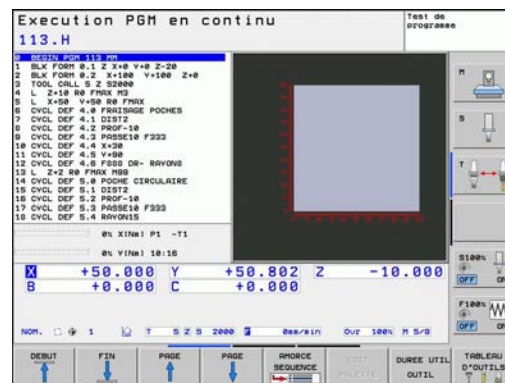 Execution PGM en continu
Test de
programme
113.H
0 BEGIN PGM 113 MM
1 BLK FORM 0.1 Z X+0 Y+0 Z-20
2 BLK FORM 0.2 X+100 Y+100 Z+0
3 TOOL CALL 5 Z S2000
4 L Z+10 R0 FMAX M3
5 L X+50 Y+50 R0 FMAX
6 CYCL DEF 4.0 FRAISAGE POCHES
7 CYCL DEF 4.1 DIST2
8 CYCL DEF 4.2 PROF-10
9 CYCL DEF 4.3 PASSE10 F333
10 CYCL DEF 4.4 X+30
11 CYCL DEF 4.5 Y+90
12 CYCL DEF 4.6 F888 DR- RAYON8
13 L Z+2 R0 FMAX M99
14 CYCL DEF 5.0 POCHE CIRCULAIRE
15 CYCL DEF 5.1 DIST2
16 CYCL DEF 5.2 PROF-10
17 CYCL DEF 5.3 PASSE10 F333
18 CYCL DEF 5.4 RAYON15
0% X[Nm] P1 -T1
0% Y[Nm] 10:16
X +50.000 Y +50.802 Z -10.000
B +0.000 C +0.000
NOM. 1 T 5 Z S 2000 0mm/min Ovr 100% M 5/9
M
S
T
S100%
OFF ON
F100%
OFF ON
DEBUT
FIN
PAGE
PAGE
AMORCE
SEQUENCE
EDIT
PALETTE
DUREE UTIL
OUTIL
TABLEAU
D'OUTILS